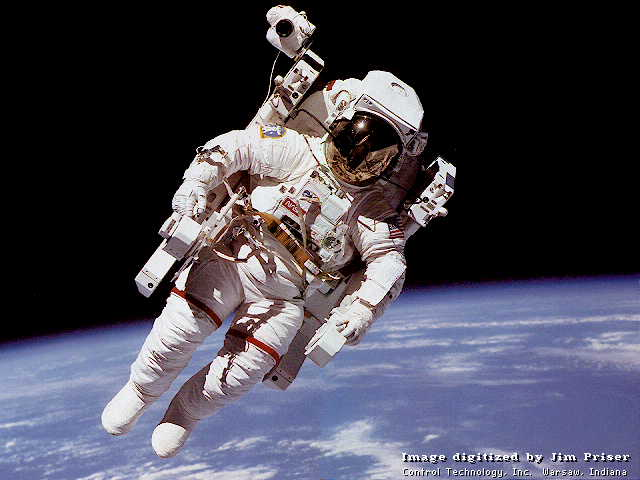 Image digitized by Jim Priser
Control Technology, Inc. Warsaw, Indiana